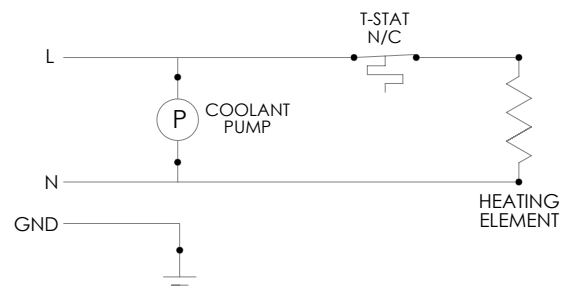 T-STAT
N/C
L
P
COOLANT
PUMP
N
HEATING
ELEMENT
GND